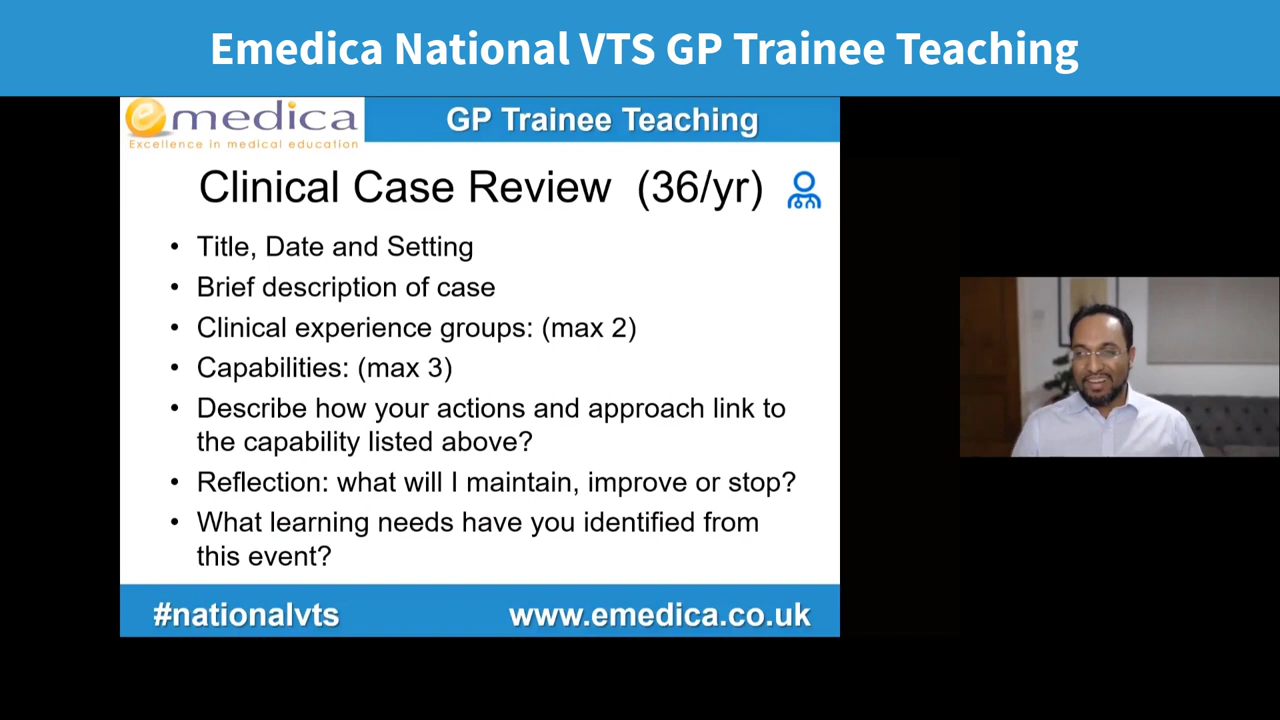 Emedica National VTS GP Trainee Teaching
emedica
Excellence in medical education
GP Trainee Teaching
Clinical Case Review (36/yr)
• Title, Date and Setting
• Brief description of case
• Clinical experience groups: (max 2)
• Capabilities: (max 3)
• Describe how your actions and approach link to
the capability listed above?
• Reflection: what will I maintain, improve or stop?
• What learning needs have you identified from
this event?
#nationalvts
www.emedica.co.uk